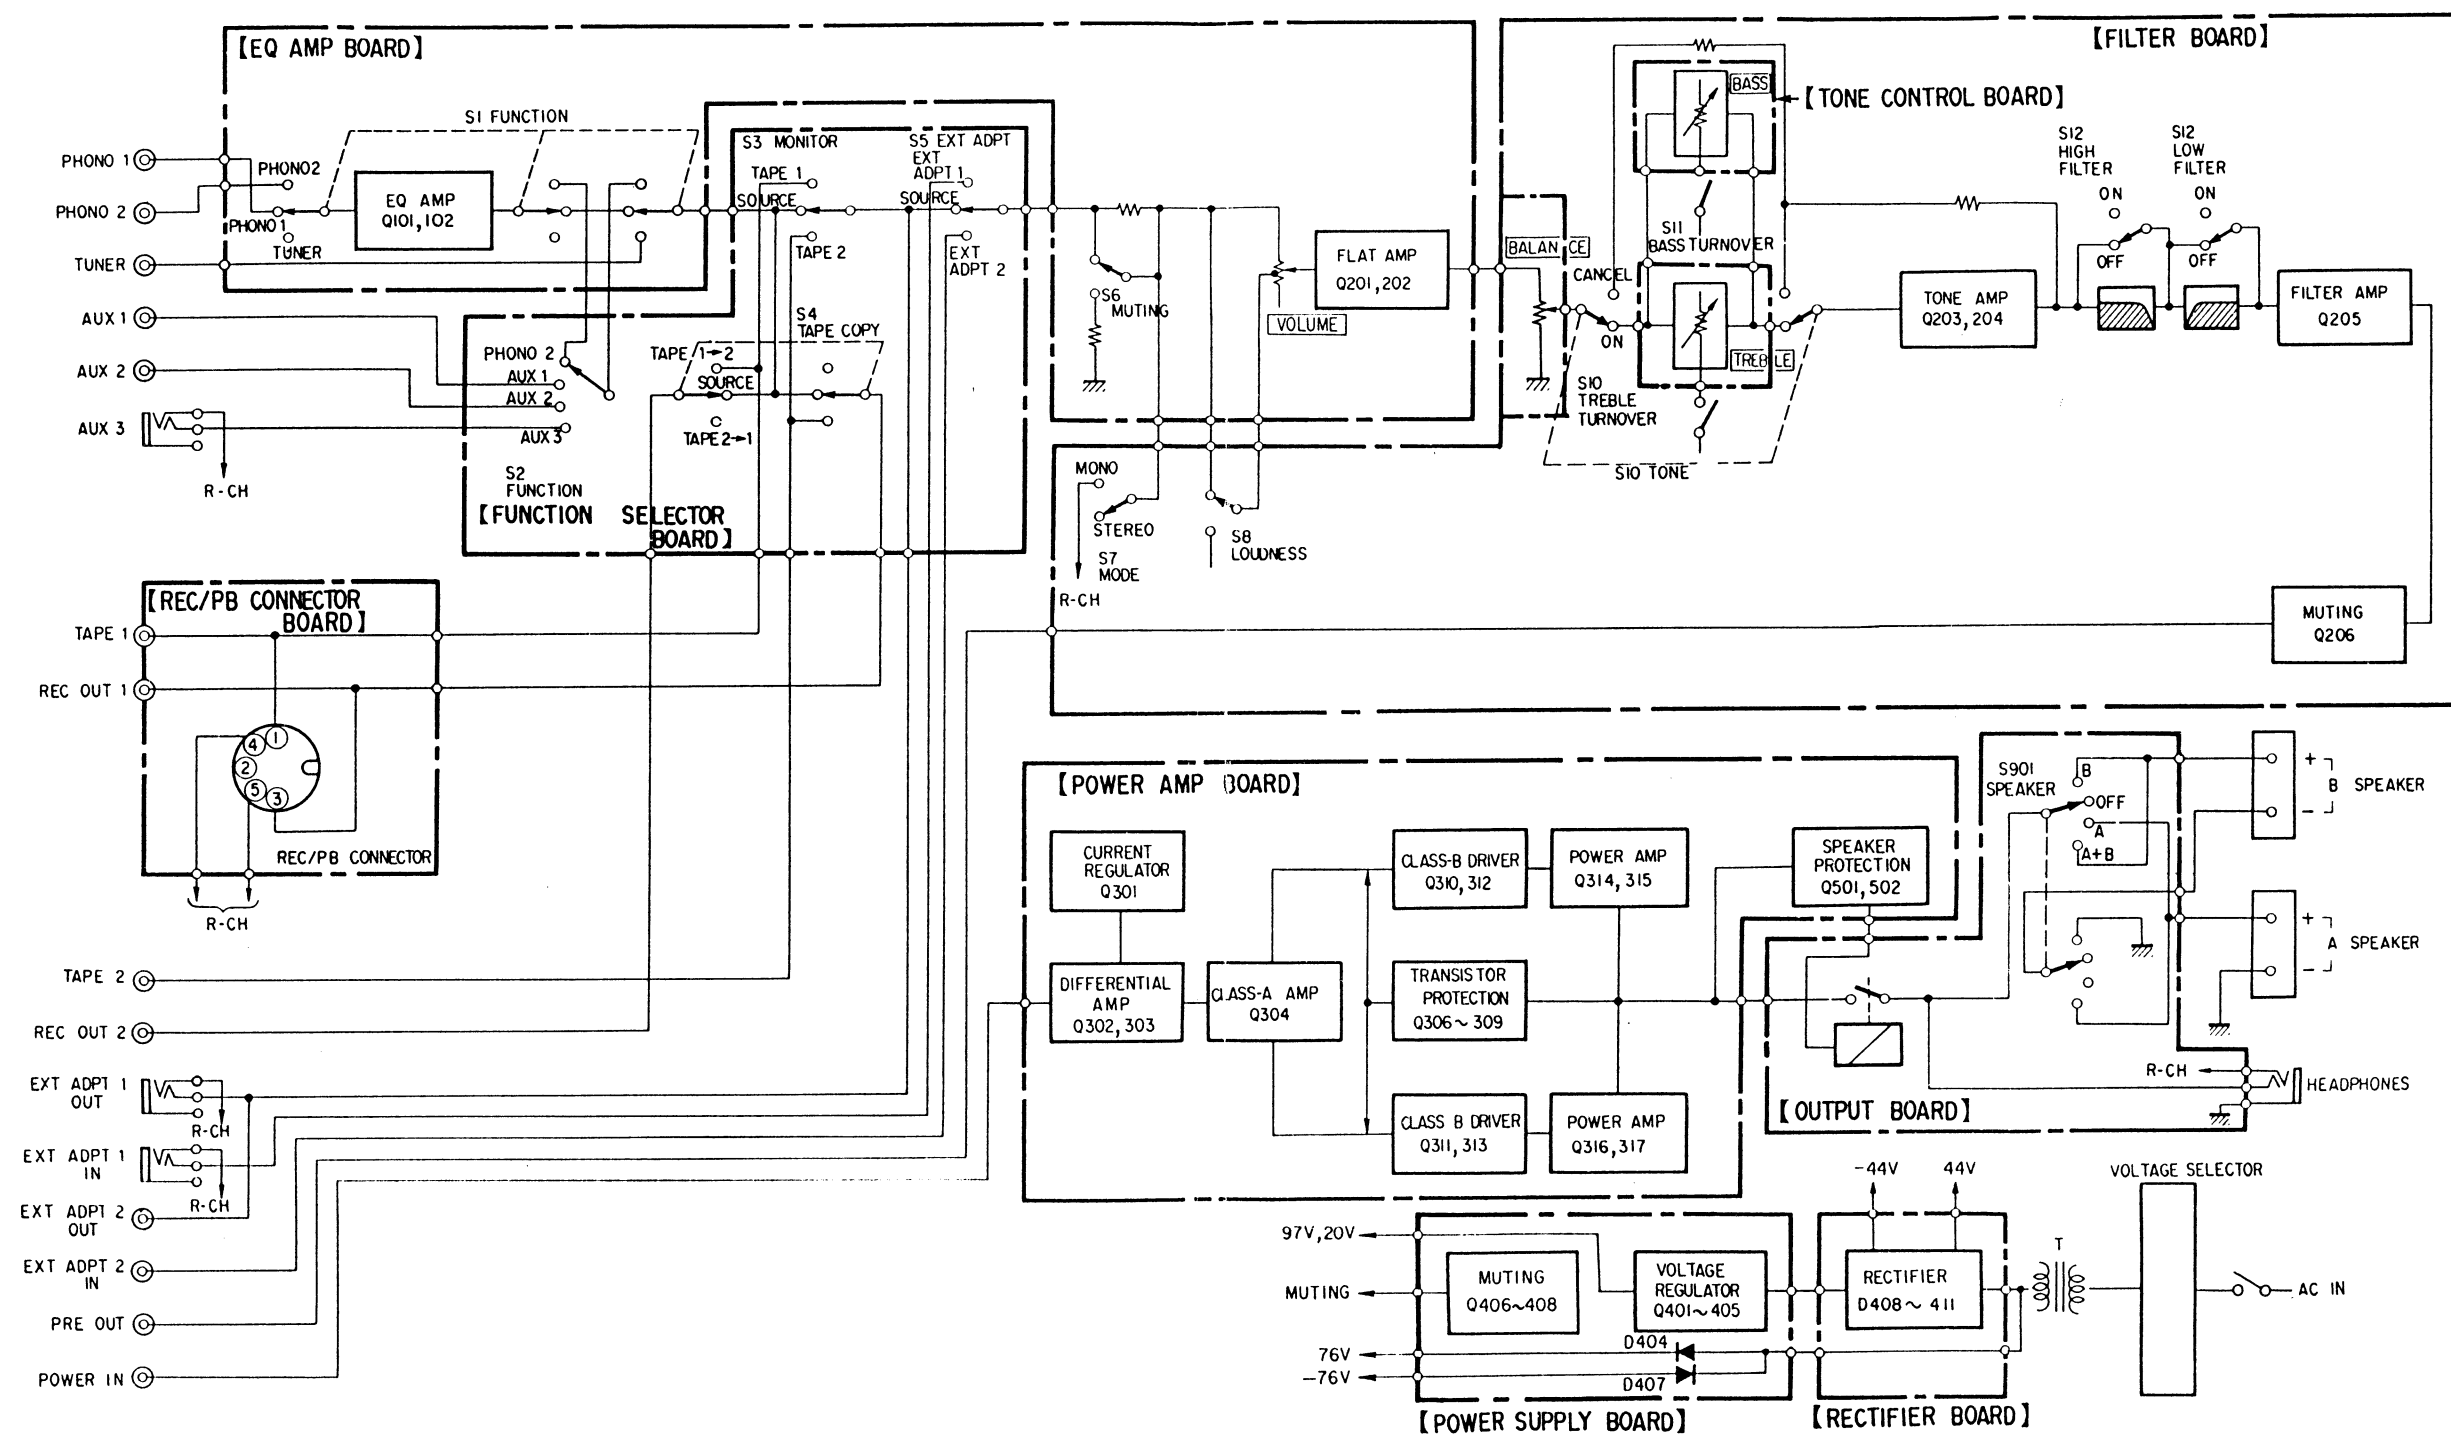 【EQ AMP BOARD】
S1 FUNCTION
PHONO 1
PHONO2
PHONO 2
PHONO1
TUNER
TUNER
EQ AMP
Q101,102
AUX 1
AUX 2
AUX 3
R-CH
S3 MONITOR
TAPE 1
SOURCE
TAPE 2
S5 EXT ADPT
EXT
ADPT 1
SOURCE
EXT
ADPT 2
S4
TAPE COPY
PHONO 2
AUX 1
AUX 2
AUX3
S2
FUNCTION
TAPE 1→2
SOURCE
TAPE2→1
【FUNCTION SELECTOR
BOARD】
S6
MUTING
VOLUME
FLAT AMP
Q201,202
MONO
STEREO
S7
MODE
R-CH
S8
LOUDNESS
【FILTER BOARD】
【TONE CONTROL BOARD】
BASS
S11
BASS TURNOVER
BALANCE
CANCEL
ON
TREBLE
S10
TREBLE
TURNOVER
S10 TONE
TONE AMP
Q203,204
S12
HIGH
FILTER
ON
OFF
S12
LOW
FILTER
ON
OFF
FILTER AMP
Q205
MUTING
Q206
【REC/PB CONNECTOR
BOARD】
TAPE 1
REC OUT 1
4
1
2
5
3
REC/PB CONNECTOR
R-CH
TAPE 2
REC OUT 2
EXT ADPT 1
OUT
R-CH
EXT ADPT 1
IN
R-CH
EXT ADPT 2
OUT
EXT ADPT 2
IN
PRE OUT
POWER IN
【POWER AMP BOARD】
CURRENT
REGULATOR
Q301
DIFFERENTIAL
AMP
Q302,303
CLASS-A AMP
Q304
CLASS-B DRIVER
Q310,312
POWER AMP
Q314,315
TRANSISTOR
PROTECTION
Q306~309
CLASS B DRIVER
Q311,313
POWER AMP
Q316,317
SPEAKER
PROTECTION
Q501,502
S901
SPEAKER
B
OFF
A
A+B
+
B SPEAKER
-
+
A SPEAKER
-
R-CH
HEADPHONES
【OUTPUT BOARD】
97V,20V
MUTING
76V
-76V
MUTING
Q406~408
VOLTAGE
REGULATOR
Q401~405
D404
D407
【POWER SUPPLY BOARD】
-44V
44V
RECTIFIER
D408~411
【RECTIFIER BOARD】
T
VOLTAGE SELECTOR
AC IN